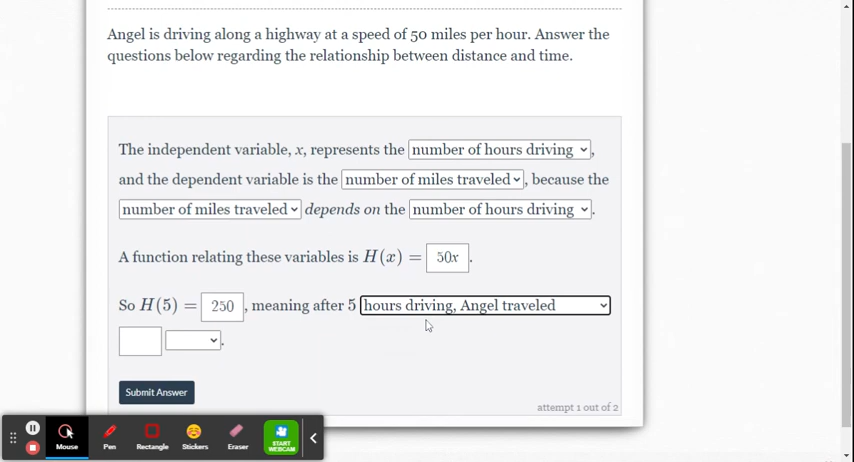 Angel is driving along a highway at a speed of 50 miles per hour. Answer the
questions below regarding the relationship between distance and time.
The independent variable, x, represents the number of hours driving,
and the dependent variable is the number of miles traveled, because the
number of miles traveled depends on the number of hours driving.
A function relating these variables is H(x) = 50x.
So H(5) = 250, meaning after 5 hours driving, Angel traveled
.
Submit Answer
attempt 1 out of 2
Mouse Pen Rectangle Stickers Eraser START WEBCAM